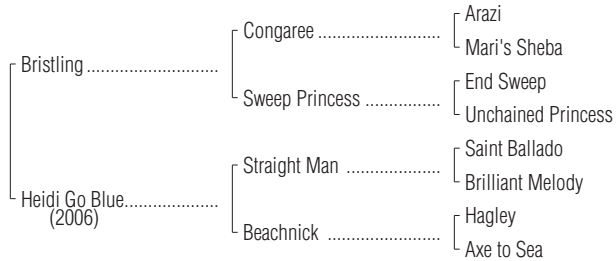 Arazi
Congaree
Mari's Sheba
Bristling
End Sweep
Sweep Princess
Unchained Princess
Saint Ballado
Straight Man
Brilliant Melody
Heidi Go Blue
(2006)
Hagley
Beachnick
Axe to Sea